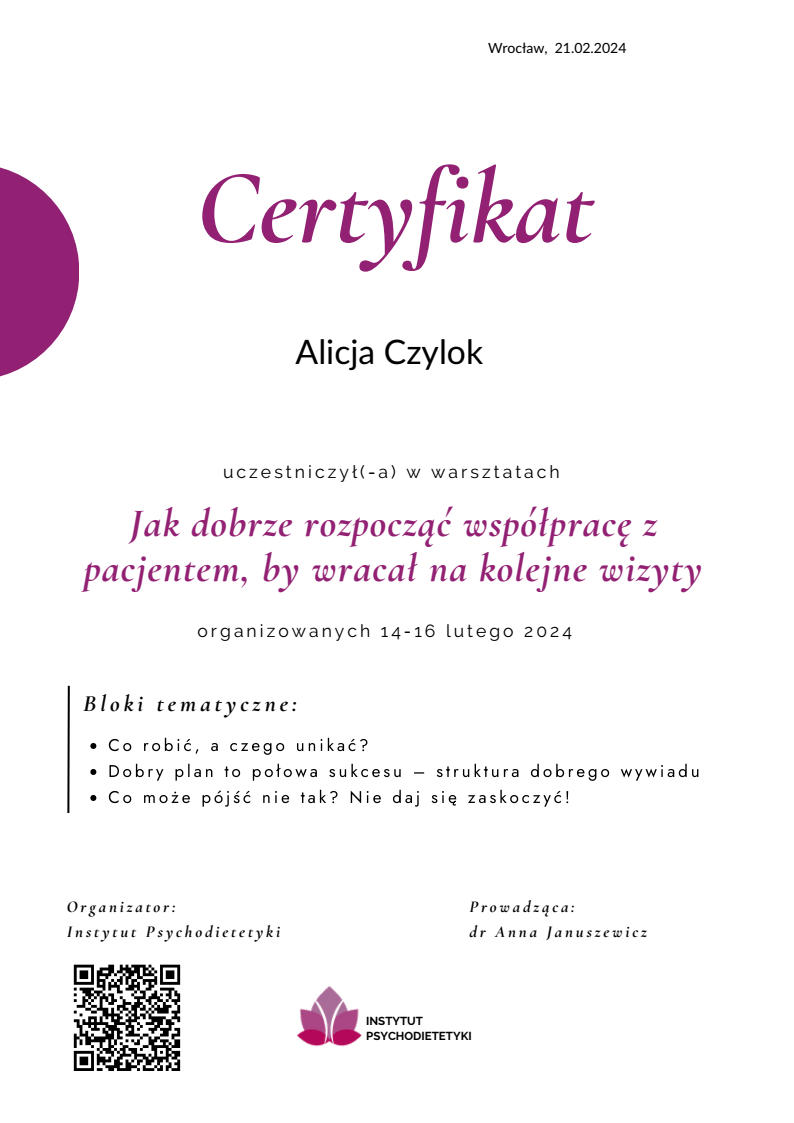 Wrocław, 21.02.2024
Certyfikat
Alicja Czylok
uczestniczył(-a) w warsztatach
Jak dobrze rozpocząć współpracę z
pacjentem, by wracał na kolejne wizyty
organizowanych 14-16 lutego 2024
Bloki tematyczne:
• Co robić, a czego unikać?
• Dobry plan to połowa sukcesu – struktura dobrego wywiadu
• Co może pójść nie tak? Nie daj się zaskoczyć!
Organizator:
Instytut Psychodietetyki
Prowadząca:
dr Anna Januszewicz
INSTYTUT
PSYCHODIETETYKI